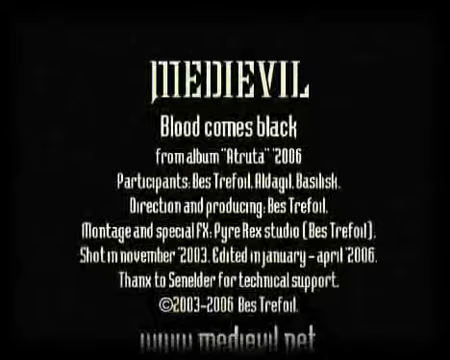 MEDIEVIL
Blood comes black
from album "Atruta" '2006
Participants: Bes Trefoil, Aldagil, Basilisk.
Direction and producing: Bes Trefoil.
Montage and special FX: Pyre Rex studio (Bes Trefoil).
Shot in november '2003. Edited in january - april '2006.
Thanx to Senelder for technical support.
©2003-2006 Bes Trefoil.
www.medievil.net